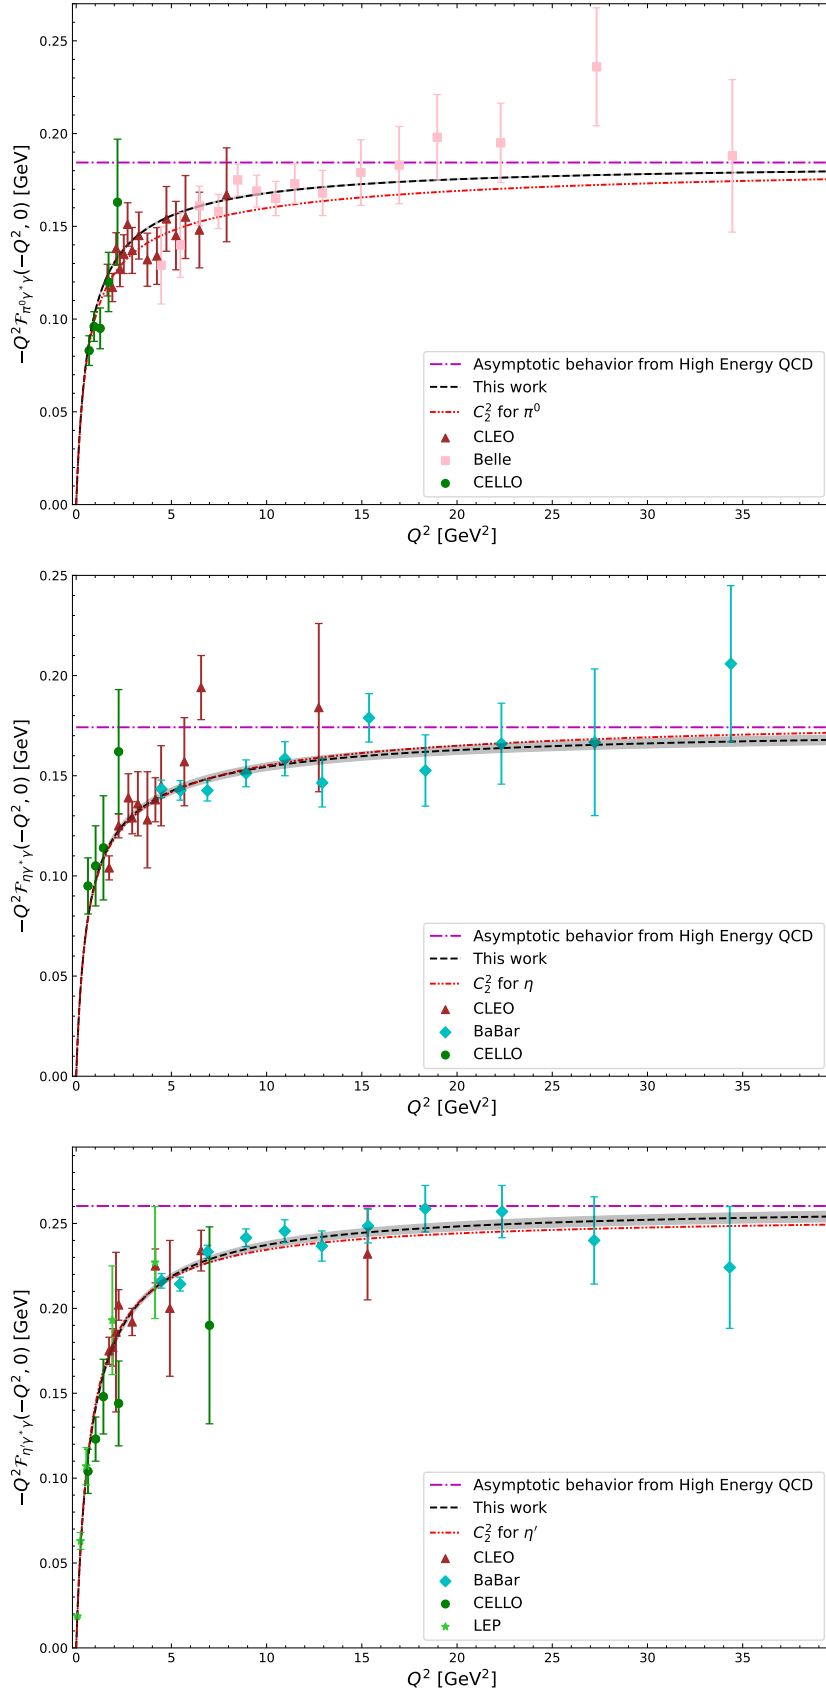 0.25
0.20
0.15
0.10
0.05
0.00
−Q²F_{π⁰γ*γ}(−Q², 0) [GeV]
Asymptotic behavior from High Energy QCD
This work
C₂² for π⁰
CLEO
Belle
CELLO
0 5 10 15 20 25 30 35
Q² [GeV²]
0.25
0.20
0.15
0.10
0.05
0.00
−Q²F_{ηγ*γ}(−Q², 0) [GeV]
Asymptotic behavior from High Energy QCD
This work
C₂² for η
CLEO
BaBar
CELLO
0 5 10 15 20 25 30 35
Q² [GeV²]
0.25
0.20
0.15
0.10
0.05
0.00
−Q²F_{η′γ*γ}(−Q², 0) [GeV]
Asymptotic behavior from High Energy QCD
This work
C₂² for η′
CLEO
BaBar
CELLO
LEP
0 5 10 15 20 25 30 35
Q² [GeV²]